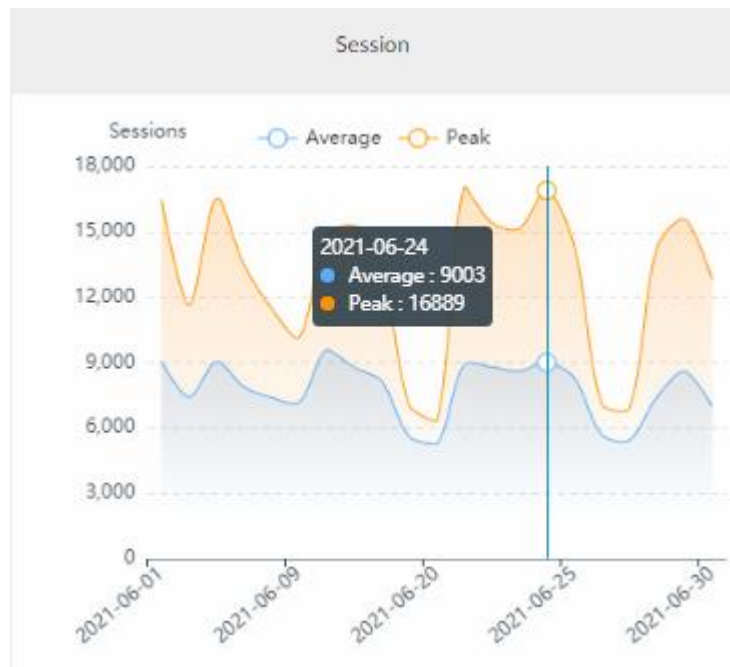 Session
Sessions
Average
Peak
18,000
15,000
12,000
9,000
6,000
3,000
0
2021-06-24
Average : 9003
Peak : 16889
2021-06-01
2021-06-09
2021-06-20
2021-06-25
2021-06-30